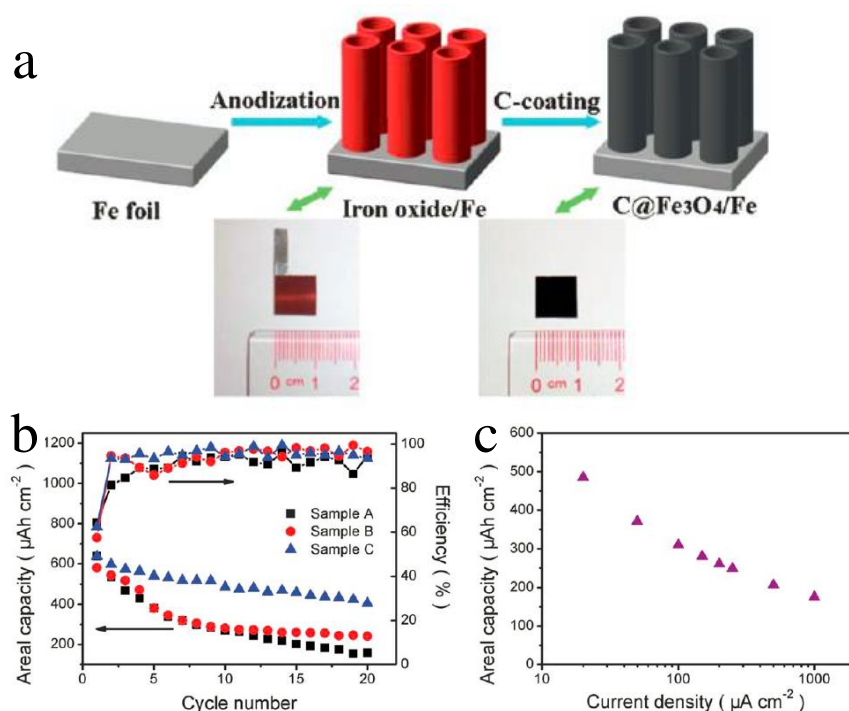 a
Anodization
C-coating
Fe foil
Iron oxide/Fe
C@Fe₃O₄/Fe
0 cm 1 2
0 cm 1 2
b
Areal capacity ( µAh cm⁻² )
1200
1000
800
600
400
200
100
80
60
40
20
0
Efficiency ( % )
Sample A
Sample B
Sample C
0 5 10 15 20
Cycle number
c
Areal capacity ( µAh cm⁻² )
600
500
400
300
200
100
0
10 100 1000
Current density ( µA cm⁻² )